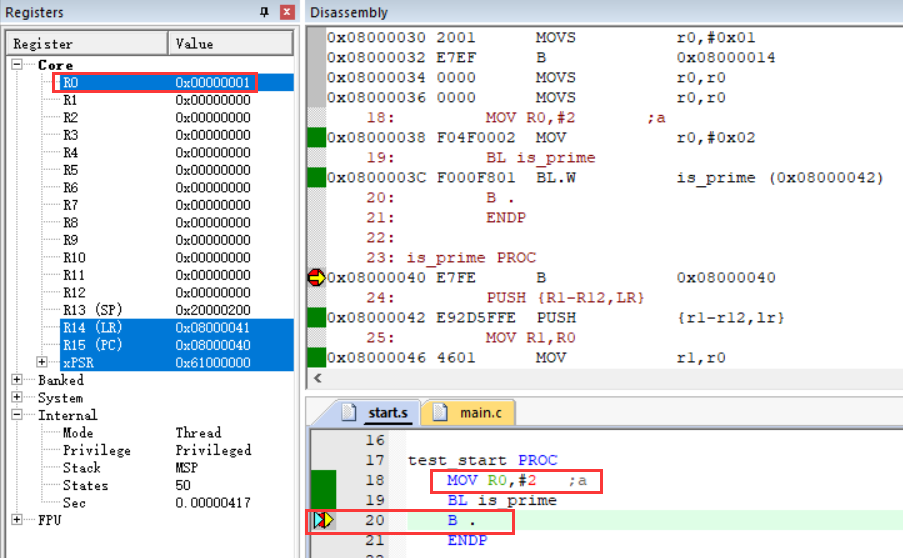 Registers
Register Value
Core
R0 0x00000001
R1 0x00000000
R2 0x00000000
R3 0x00000000
R4 0x00000000
R5 0x00000000
R6 0x00000000
R7 0x00000000
R8 0x00000000
R9 0x00000000
R10 0x00000000
R11 0x00000000
R12 0x00000000
R13 (SP) 0x20000200
R14 (LR) 0x08000041
R15 (PC) 0x08000040
xPSR 0x61000000
Banked
System
Internal
Mode Thread
Privilege Privileged
Stack MSP
States 50
Sec 0.00000417
FPU
Disassembly
0x08000030 2001 MOVS r0,#0x01
0x08000032 E7EF B 0x08000014
0x08000034 0000 MOVS r0,r0
0x08000036 0000 MOVS r0,r0
18: MOV R0,#2 ;a
0x08000038 F04F0002 MOV r0,#0x02
19: BL is_prime
0x0800003C F000F801 BL.W is_prime (0x08000042)
20: B .
21: ENDP
22:
23: is_prime PROC
0x08000040 E7FE B 0x08000040
24: PUSH {R1-R12,LR}
0x08000042 E92D5FFE PUSH {r1-r12,lr}
25: MOV R1,R0
0x08000046 4601 MOV r1,r0
start.s main.c
16
17 test_start PROC
18 MOV R0,#2 ;a
19 BL is_prime
20 B .
21 ENDP